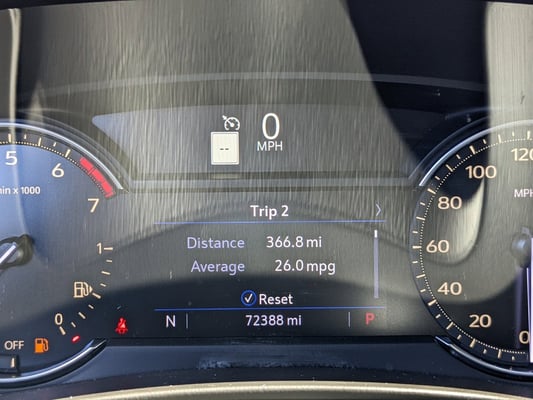 0
MPH
--
5
6
7
min x 1000
Trip 2
Distance 366.8 mi
Average 26.0 mpg
Reset
N 72388 mi P
1
0
OFF
120
100
MPH
80
60
40
20
0